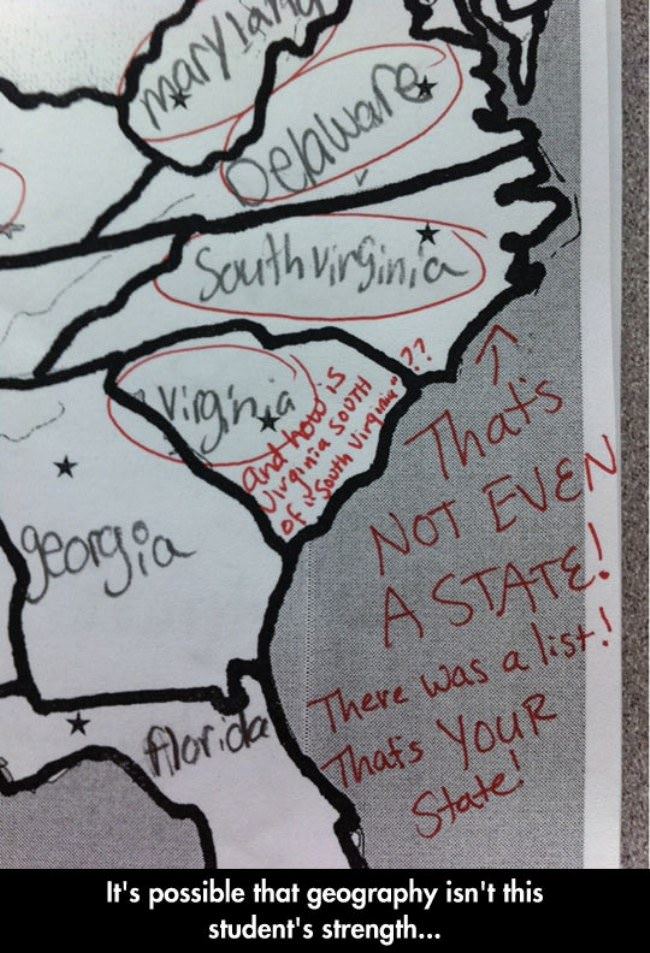 maryland
Delaware
South virginia
Virginia
and how is
Virginia SOUTH
of "South Virginia" ??
That's
NOT EVEN
A STATE!
There was a list!
Thats YOUR
State!
georgia
florida
It's possible that geography isn't this
student's strength...